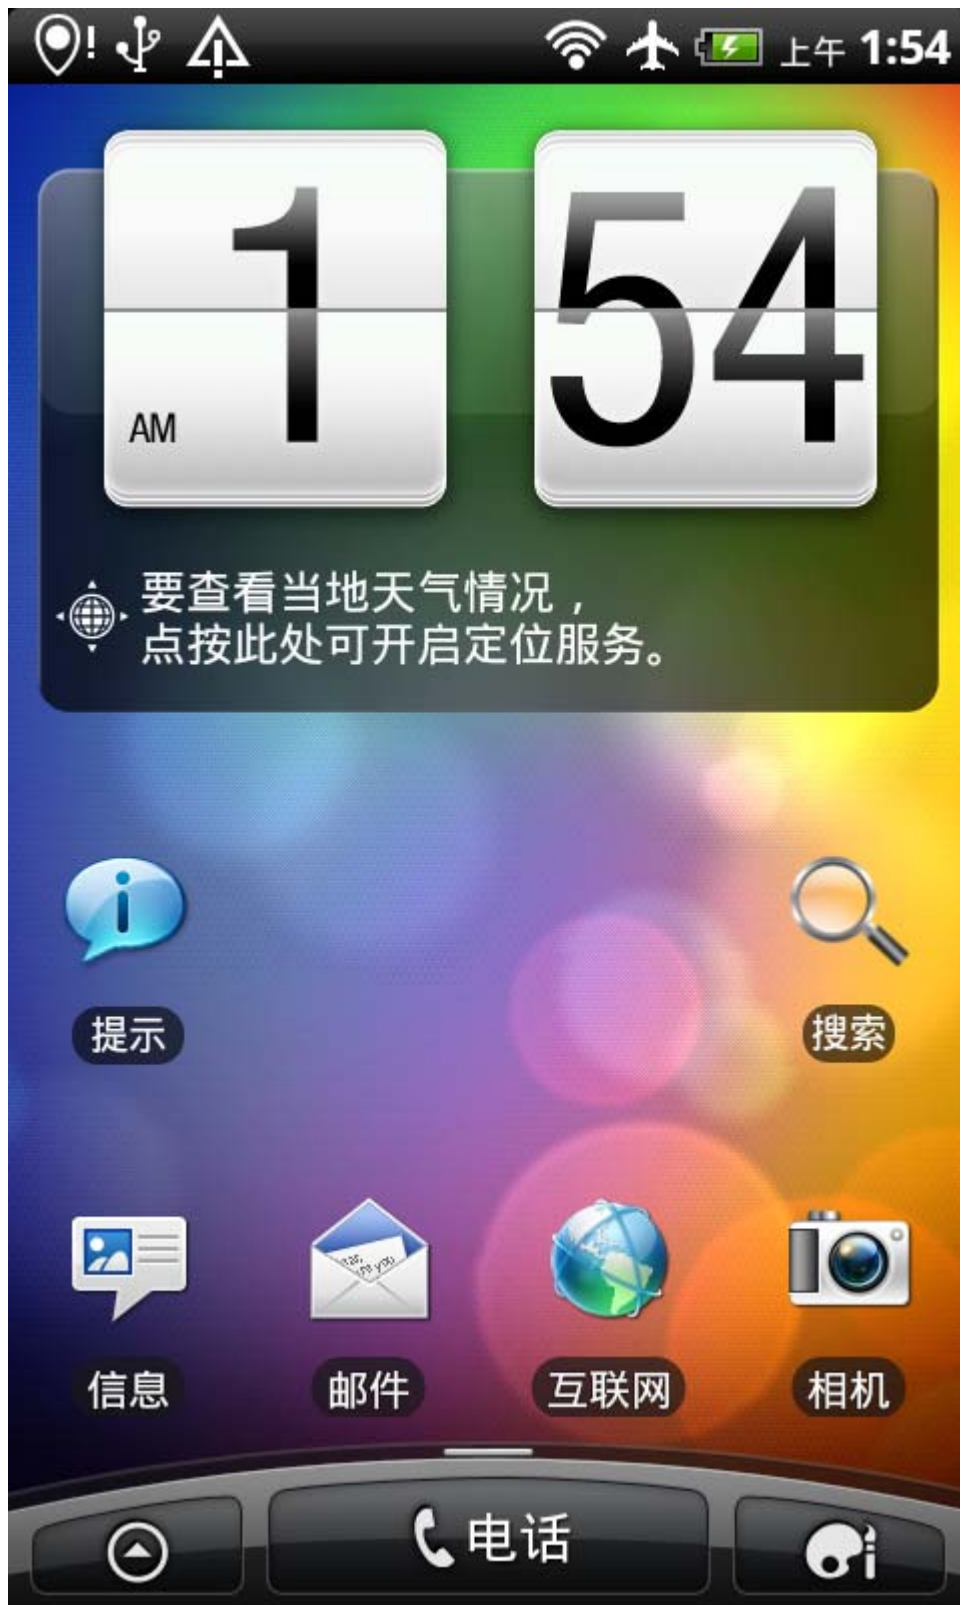 上午 1:54
1 54
AM
要查看当地天气情况，
点按此处可开启定位服务。
提示 搜索
信息 邮件 互联网 相机
电话